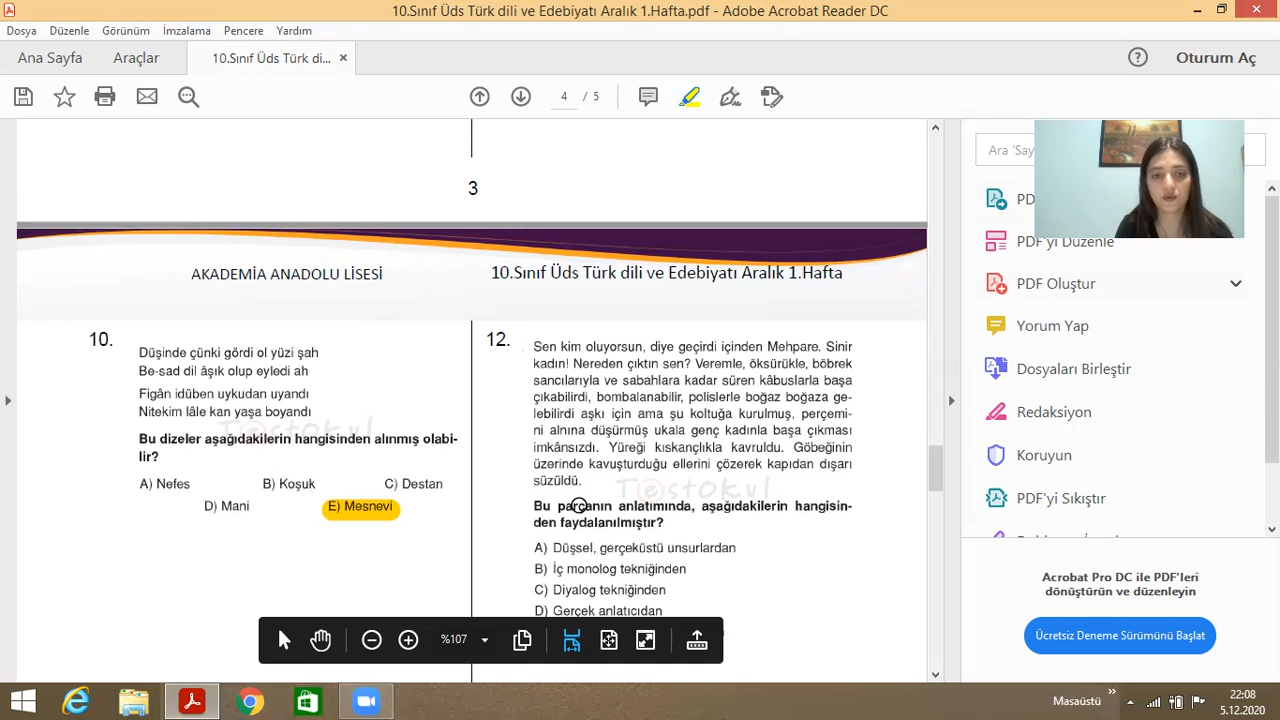 10.Sınıf Üds Türk dili ve Edebiyatı Aralık 1.Hafta.pdf - Adobe Acrobat Reader DC
Dosya Düzenle Görünüm İmzalama Pencere Yardım
Ana Sayfa Araçlar 10.Sınıf Üds Türk di... × Oturum Aç
4 / 5
3
AKADEMİA ANADOLU LİSESİ
10.Sınıf Üds Türk dili ve Edebiyatı Aralık 1.Hafta
10.
Düşinde çünki gördi ol yüzi şah
Be-sad dil âşık olup eyledi ah
Figân idüben uykudan uyandı
Nitekim lâle kan yaşa boyandı
Bu dizeler aşağıdakilerin hangisinden alınmış olabi-
lir?
A) Nefes B) Koşuk C) Destan
D) Mani E) Mesnevi
12.
Sen kim oluyorsun, diye geçirdi içinden Mehpare. Sinir
kadın! Nereden çıktın sen? Veremle, öksürükle, böbrek
sancılarıyla ve sabahlara kadar süren kâbuslarla başa
çıkabilirdi, bombalanabilir, polislerle boğaz boğaza ge-
lebilirdi aşkı için ama şu koltuğa kurulmuş, perçemi-
ni alnına düşürmüş ukala genç kadınla başa çıkması
imkânsızdı. Yüreği kıskançlıkla kavruldu. Göbeğinin
üzerinde kavuşturduğu ellerini çözerek kapıdan dışarı
süzüldü.
Testokul
Bu parçanın anlatımında, aşağıdakilerin hangisin-
den faydalanılmıştır?
A) Düşsel, gerçeküstü unsurlardan
B) İç monolog tekniğinden
C) Diyalog tekniğinden
D) Gerçek anlatıcıdan
%107
Ara 'Say
PD
PDF'yi Düzenle
PDF Oluştur
Yorum Yap
Dosyaları Birleştir
Redaksiyon
Koruyun
PDF'yi Sıkıştır
Acrobat Pro DC ile PDF'leri
dönüştürün ve düzenleyin
Ücretsiz Deneme Sürümünü Başlat
Masaüstü
22:08
5.12.2020